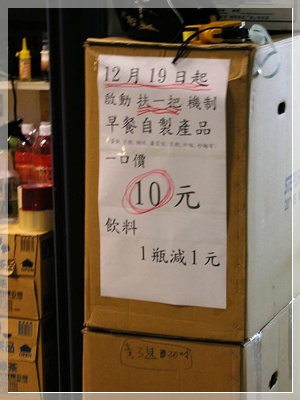 12月19日起
啟動 扶一把 機制
早餐自製產品
一口價
10元
飲料
1瓶減1元